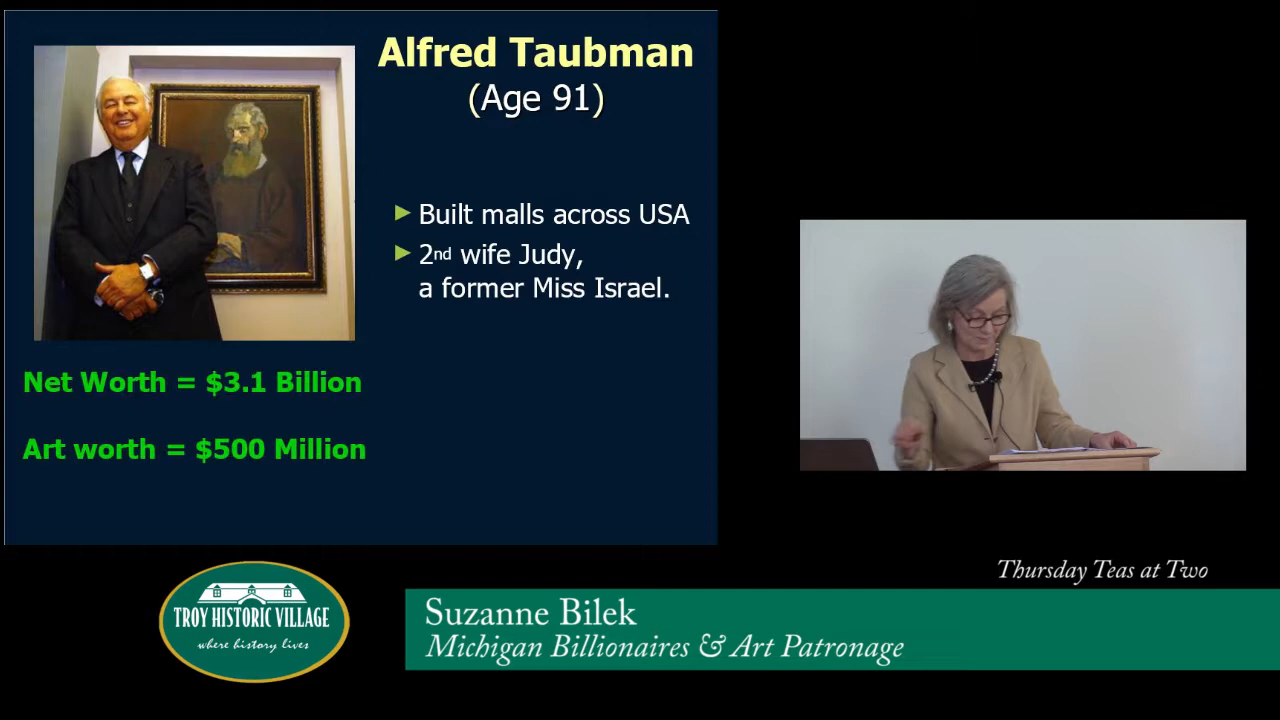 Alfred Taubman
(Age 91)
► Built malls across USA
► 2nd wife Judy,
a former Miss Israel.
Net Worth = $3.1 Billion
Art worth = $500 Million
Thursday Teas at Two
TROY HISTORIC VILLAGE
where history lives
Suzanne Bilek
Michigan Billionaires & Art Patronage